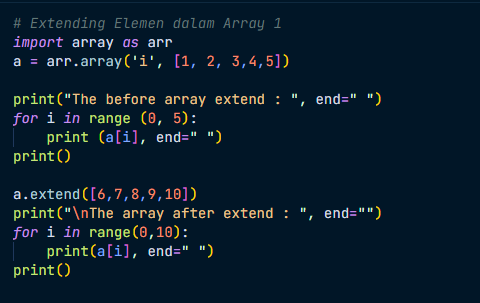 # Extending Elemen dalam Array 1
import array as arr
a = arr.array('i', [1, 2, 3,4,5])
print("The before array extend : ", end=" ")
for i in range (0, 5):
    print (a[i], end=" ")
print()
a.extend([6,7,8,9,10])
print("\nThe array after extend : ", end="")
for i in range(0,10):
    print(a[i], end=" ")
print()